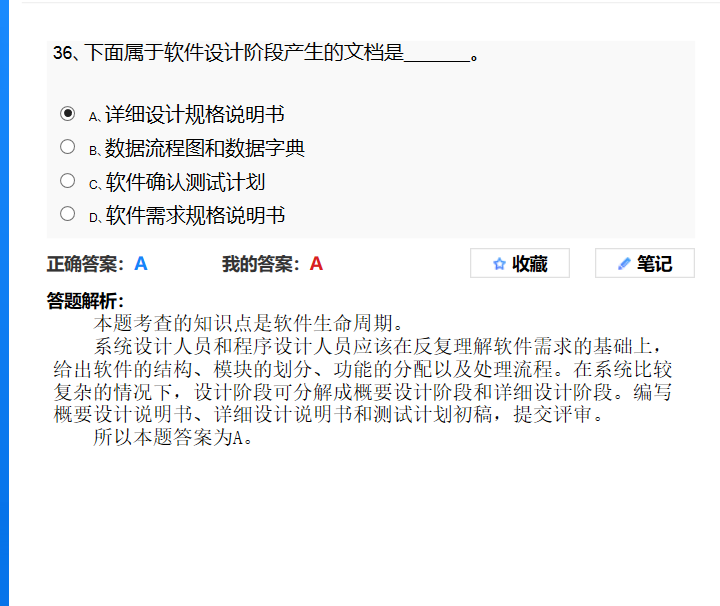 36、下面属于软件设计阶段产生的文档是_______。
A、详细设计规格说明书
B、数据流程图和数据字典
C、软件确认测试计划
D、软件需求规格说明书
正确答案：A 我的答案：A 收藏 笔记
答题解析：
本题考查的知识点是软件生命周期。
系统设计人员和程序设计人员应该在反复理解软件需求的基础上，
给出软件的结构、模块的划分、功能的分配以及处理流程。在系统比较
复杂的情况下，设计阶段可分解成概要设计阶段和详细设计阶段。编写
概要设计说明书、详细设计说明书和测试计划初稿，提交评审。
所以本题答案为A。